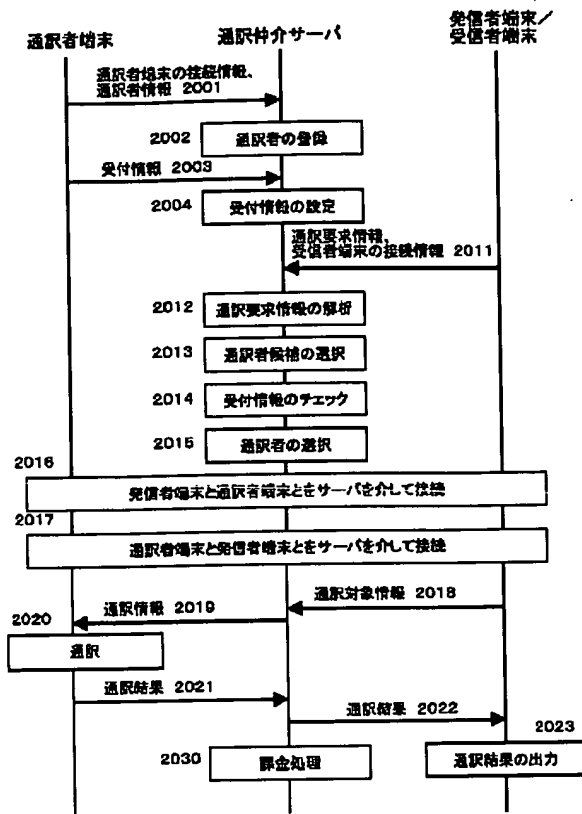 通訳者端末
通訳仲介サーバ
発信者端末／
受信者端末
通訳者端末の接続情報、
通訳者情報 2001
2002
通訳者の登録
受付情報 2003
2004
受付情報の設定
通訳要求情報、
受信者端末の接続情報 2011
2012
通訳要求情報の解析
2013
通訳者候補の選択
2014
受付情報のチェック
2015
通訳者の選択
2016
発信者端末と通訳者端末とをサーバを介して接続
2017
通訳者端末と発信者端末とをサーバを介して接続
通訳対象情報 2018
通訳情報 2019
2020
通訳
通訳結果 2021
通訳結果 2022
2023
2030
課金処理
通訳結果の出力